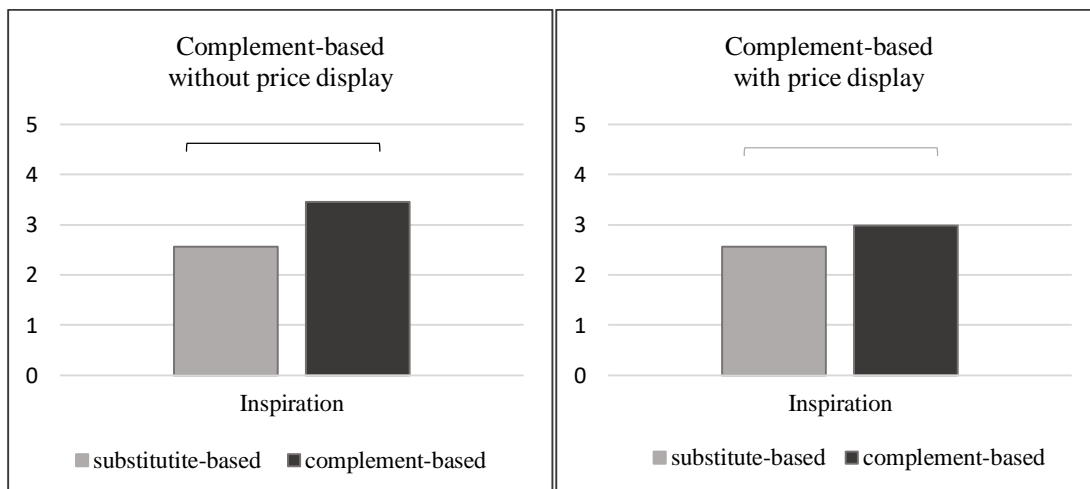 Complement-based
without price display
5
4
3
2
1
0
Inspiration
substitutite-based complement-based
Complement-based
with price display
5
4
3
2
1
0
Inspiration
substitute-based complement-based